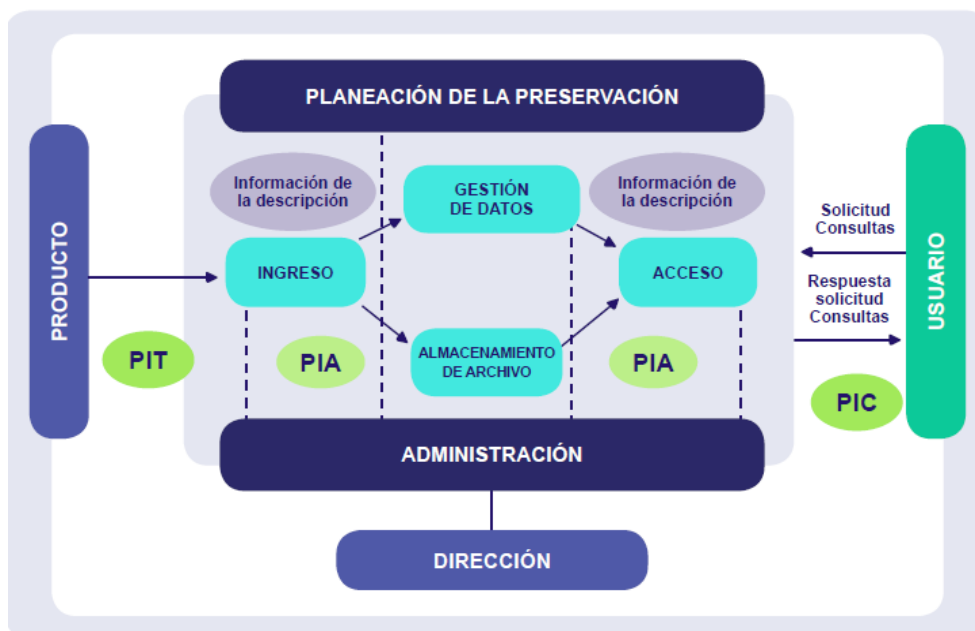 PLANEACIÓN DE LA PRESERVACIÓN
PRODUCTO
Información de
la descripción
GESTIÓN
DE DATOS
Información de
la descripción
Solicitud
Consultas
INGRESO
ACCESO
Respuesta
solicitud
Consultas
USUARIO
PIT
PIA
ALMACENAMIENTO
DE ARCHIVO
PIA
PIC
ADMINISTRACIÓN
DIRECCIÓN